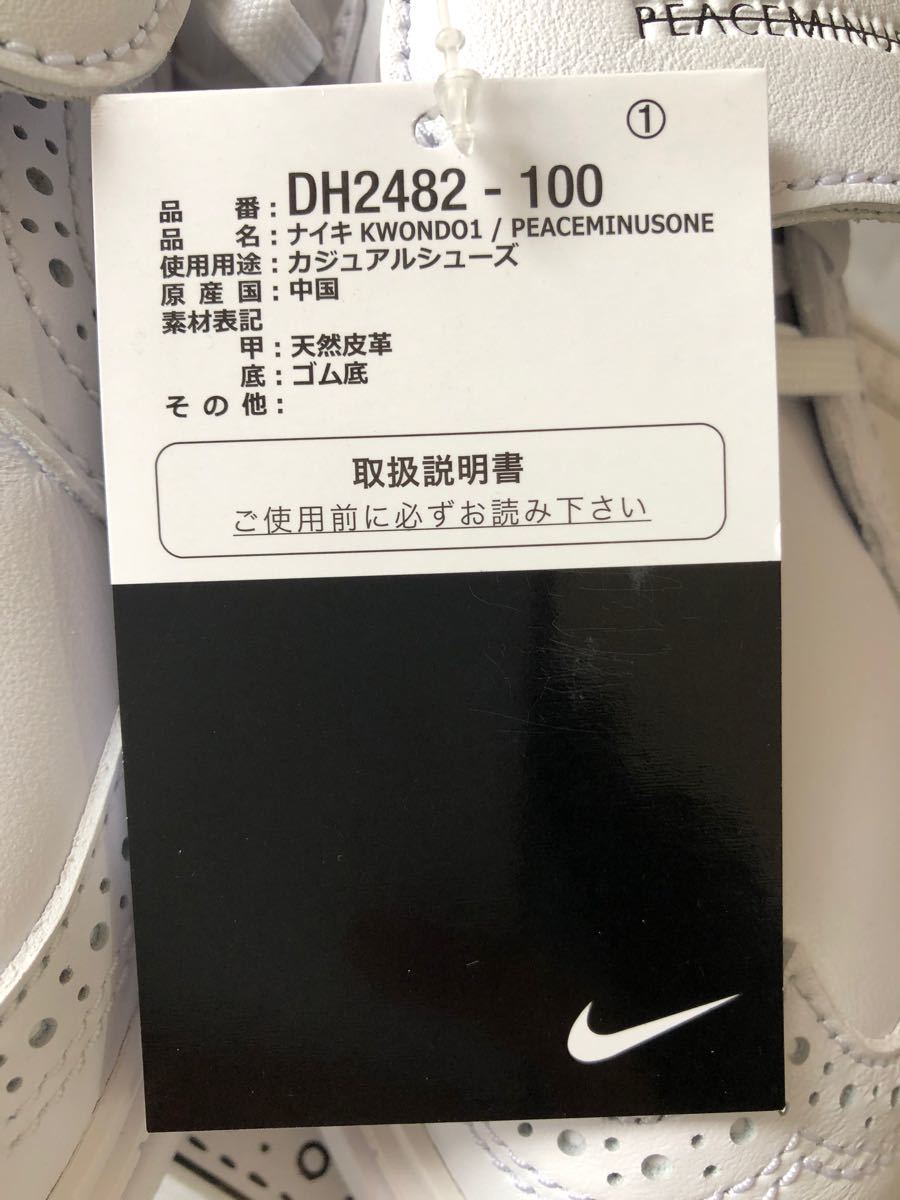 PEACEMINUS
①
品 番 : DH2482 - 100
品 名 : ナイキ KWONDO1 / PEACEMINUSONE
使用用途 : カジュアルシューズ
原 産 国 : 中国
素材表記
甲 : 天然皮革
底 : ゴム底
そ の 他 :
取扱説明書
ご使用前に必ずお読み下さい